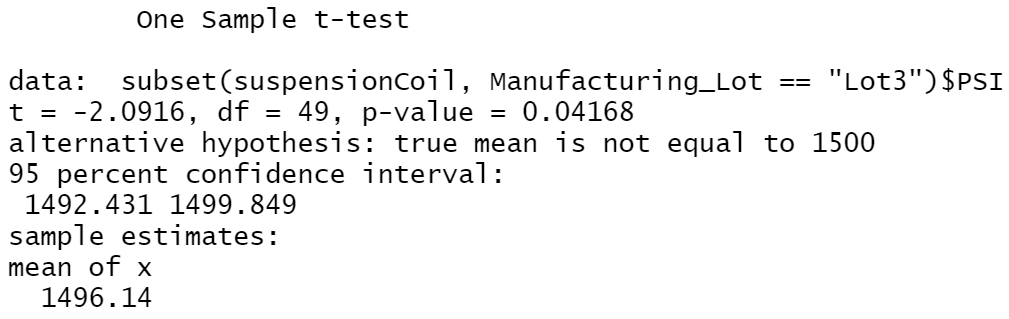 One Sample t-test
data:  subset(suspensionCoil, Manufacturing_Lot == "Lot3")$PSI
t = -2.0916, df = 49, p-value = 0.04168
alternative hypothesis: true mean is not equal to 1500
95 percent confidence interval:
1492.431 1499.849
sample estimates:
mean of x
1496.14